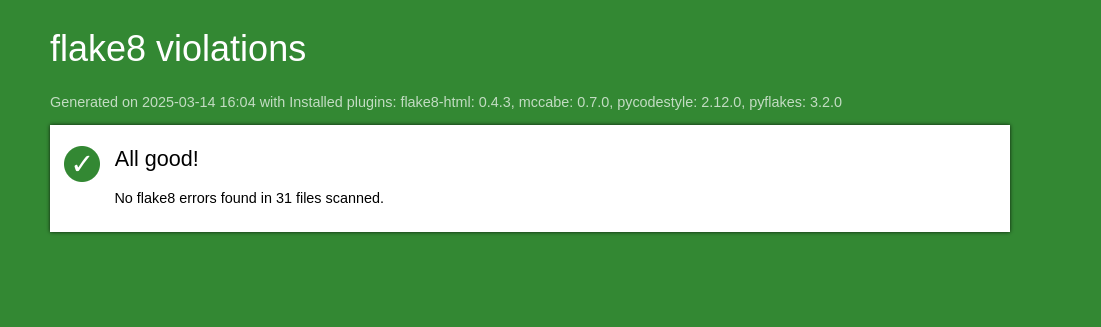 flake8 violations
Generated on 2025-03-14 16:04 with Installed plugins: flake8-html: 0.4.3, mccabe: 0.7.0, pycodestyle: 2.12.0, pyflakes: 3.2.0
✓ All good!
No flake8 errors found in 31 files scanned.